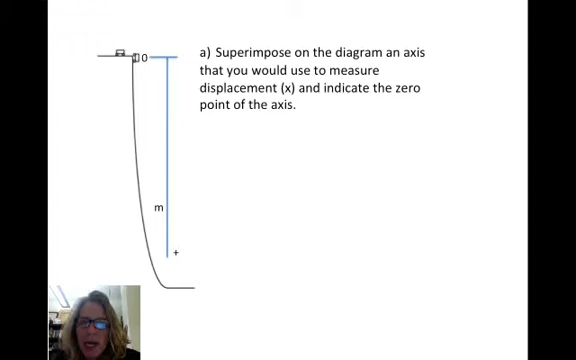 0
a) Superimpose on the diagram an axis
that you would use to measure
displacement (x) and indicate the zero
point of the axis.
m
+